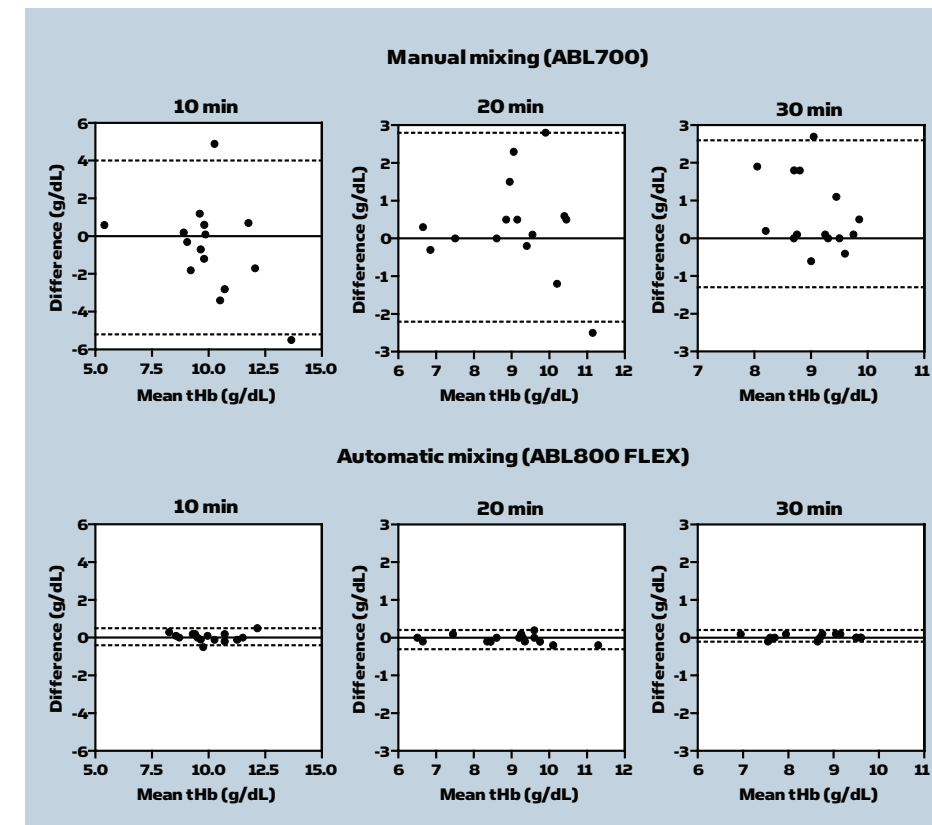 Manual mixing (ABL700)
10 min
20 min
30 min
6
4
2
0
-2
-4
-6
Difference (g/dL)
5.0 7.5 10.0 12.5 15.0
Mean tHb (g/dL)
3
2
1
0
-1
-2
-3
Difference (g/dL)
6 7 8 9 10 11 12
Mean tHb (g/dL)
3
2
1
0
-1
-2
-3
Difference (g/dL)
7 8 9 10 11
Mean tHb (g/dL)
Automatic mixing (ABL800 FLEX)
10 min
20 min
30 min
6
4
2
0
-2
-4
-6
Difference (g/dL)
5.0 7.5 10.0 12.5 15.0
Mean tHb (g/dL)
3
2
1
0
-1
-2
-3
Difference (g/dL)
6 7 8 9 10 11 12
Mean tHb (g/dL)
3
2
1
0
-1
-2
-3
Difference (g/dL)
6 7 8 9 10 11
Mean tHb (g/dL)